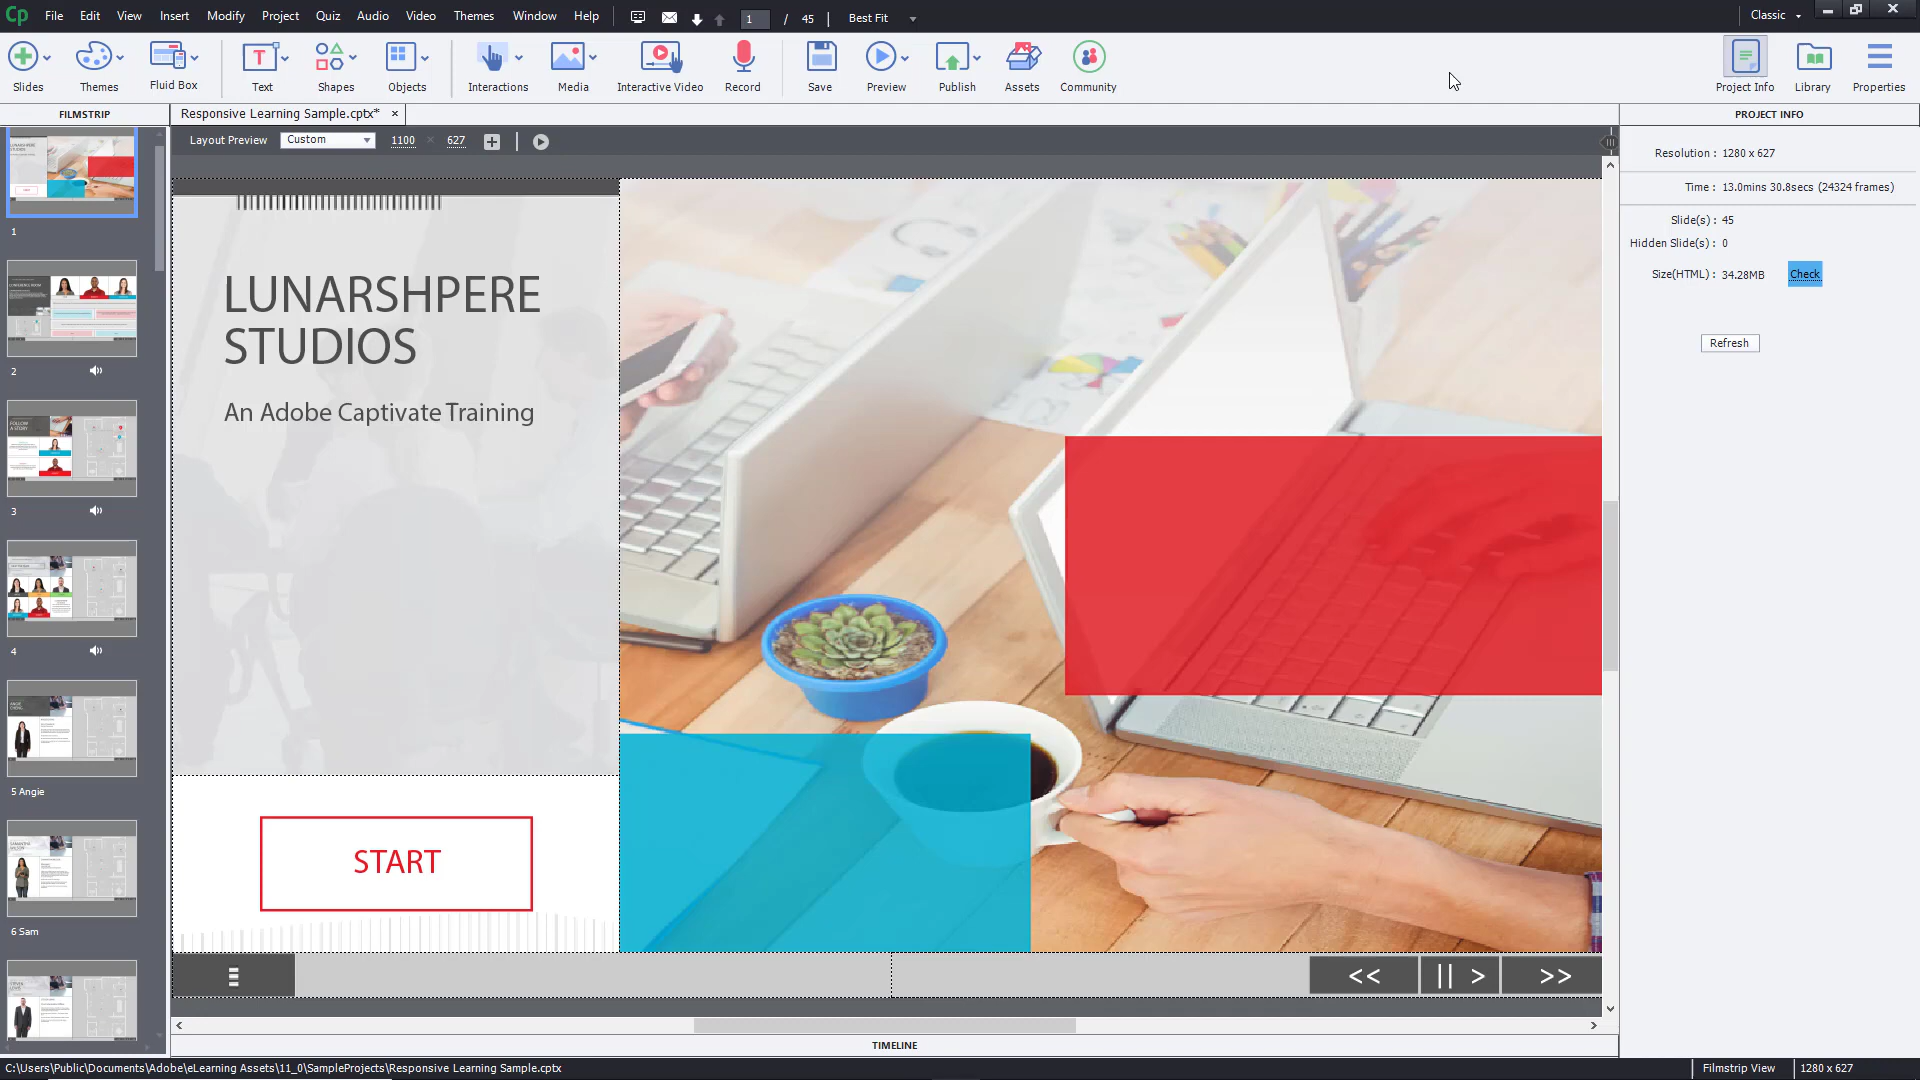 Cp File Edit View Insert Modify Project Quiz Audio Video Themes Window Help 1 / 45 Best Fit Classic
Slides Themes Fluid Box Text Shapes Objects Interactions Media Interactive Video Record Save Preview Publish Assets Community Project Info Library Properties
FILMSTRIP
Responsive Learning Sample.cptx* ×
PROJECT INFO
Layout Preview Custom 1100 × 627
Resolution : 1280 x 627
Time : 13.0mins 30.8secs (24324 frames)
Slide(s) : 45
Hidden Slide(s) : 0
Size(HTML) : 34.28MB Check
Refresh
1
2
3
4
5 Angie
6 Sam
LUNARSHPERE
STUDIOS
An Adobe Captivate Training
START
<< || > >>
TIMELINE
C:\Users\Public\Documents\Adobe\eLearning Assets\11_0\SampleProjects\Responsive Learning Sample.cptx
Filmstrip View 1280 x 627